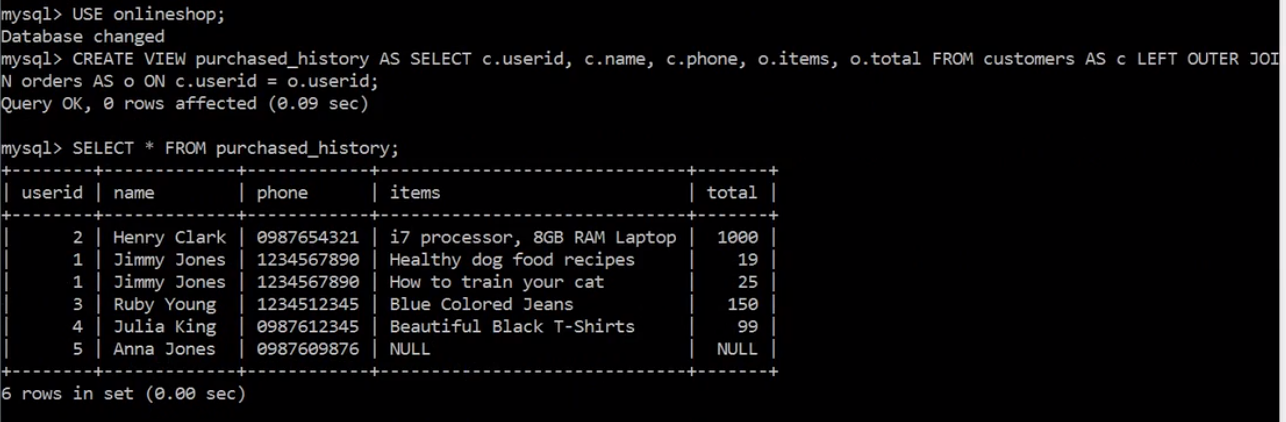 mysql> USE onlineshop;
Database changed
mysql> CREATE VIEW purchased_history AS SELECT c.userid, c.name, c.phone, o.items, o.total FROM customers AS c LEFT OUTER JOI
N orders AS o ON c.userid = o.userid;
Query OK, 0 rows affected (0.09 sec)
mysql> SELECT * FROM purchased_history;
+--------+-------------+------------+------------------------------+-------+
| userid | name        | phone      | items                        | total |
+--------+-------------+------------+------------------------------+-------+
|      2 | Henry Clark | 0987654321 | i7 processor, 8GB RAM Laptop |  1000 |
|      1 | Jimmy Jones | 1234567890 | Healthy dog food recipes     |    19 |
|      1 | Jimmy Jones | 1234567890 | How to train your cat        |    25 |
|      3 | Ruby Young  | 1234512345 | Blue Colored Jeans           |   150 |
|      4 | Julia King  | 0987612345 | Beautiful Black T-Shirts     |    99 |
|      5 | Anna Jones  | 0987609876 | NULL                         |  NULL |
+--------+-------------+------------+------------------------------+-------+
6 rows in set (0.00 sec)